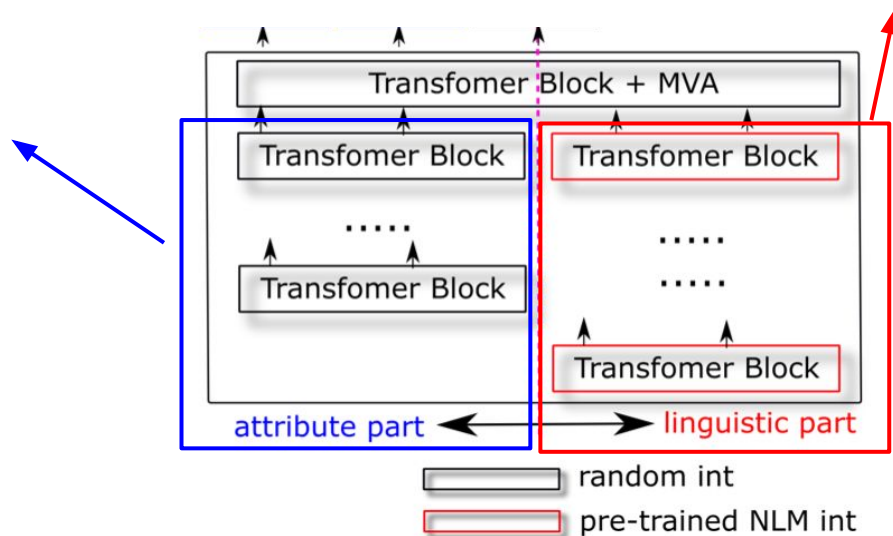 Transfomer Block + MVA
Transfomer Block
Transfomer Block
.....
.....
.....
Transfomer Block
Transfomer Block
attribute part
linguistic part
random int
pre-trained NLM int